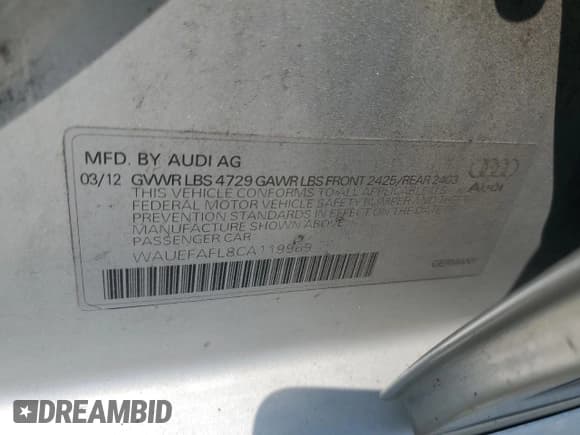 MFD. BY AUDI AG
03/12 GVWR LBS 4729 GAWR LBS FRONT 2425/REAR 2403
THIS VEHICLE CONFORMS TO ALL APPLICABLE
FEDERAL MOTOR VEHICLE SAFETY BUMPER AND THEFT
PREVENTION STANDARDS IN EFFECT ON THE DATE OF
MANUFACTURE SHOWN ABOVE
PASSENGER CAR
WAUEFAFL8CA119969
Audi
GERMANY
DREAMBID